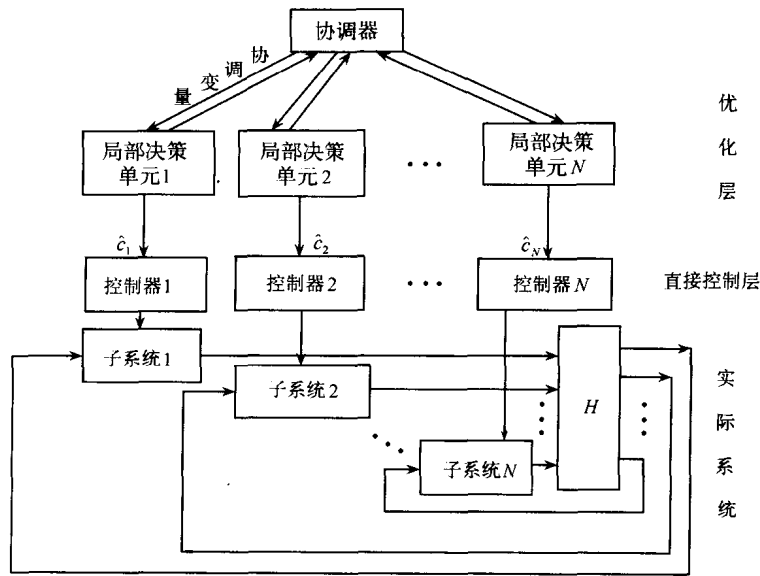 协调器
协调变量
局部决策
单元1
局部决策
单元2
···
局部决策
单元N
优化层
ĉ₁
ĉ₂
ĉ_N
控制器1
控制器2
···
控制器N
直接控制层
子系统1
子系统2
子系统N
H
实际系统